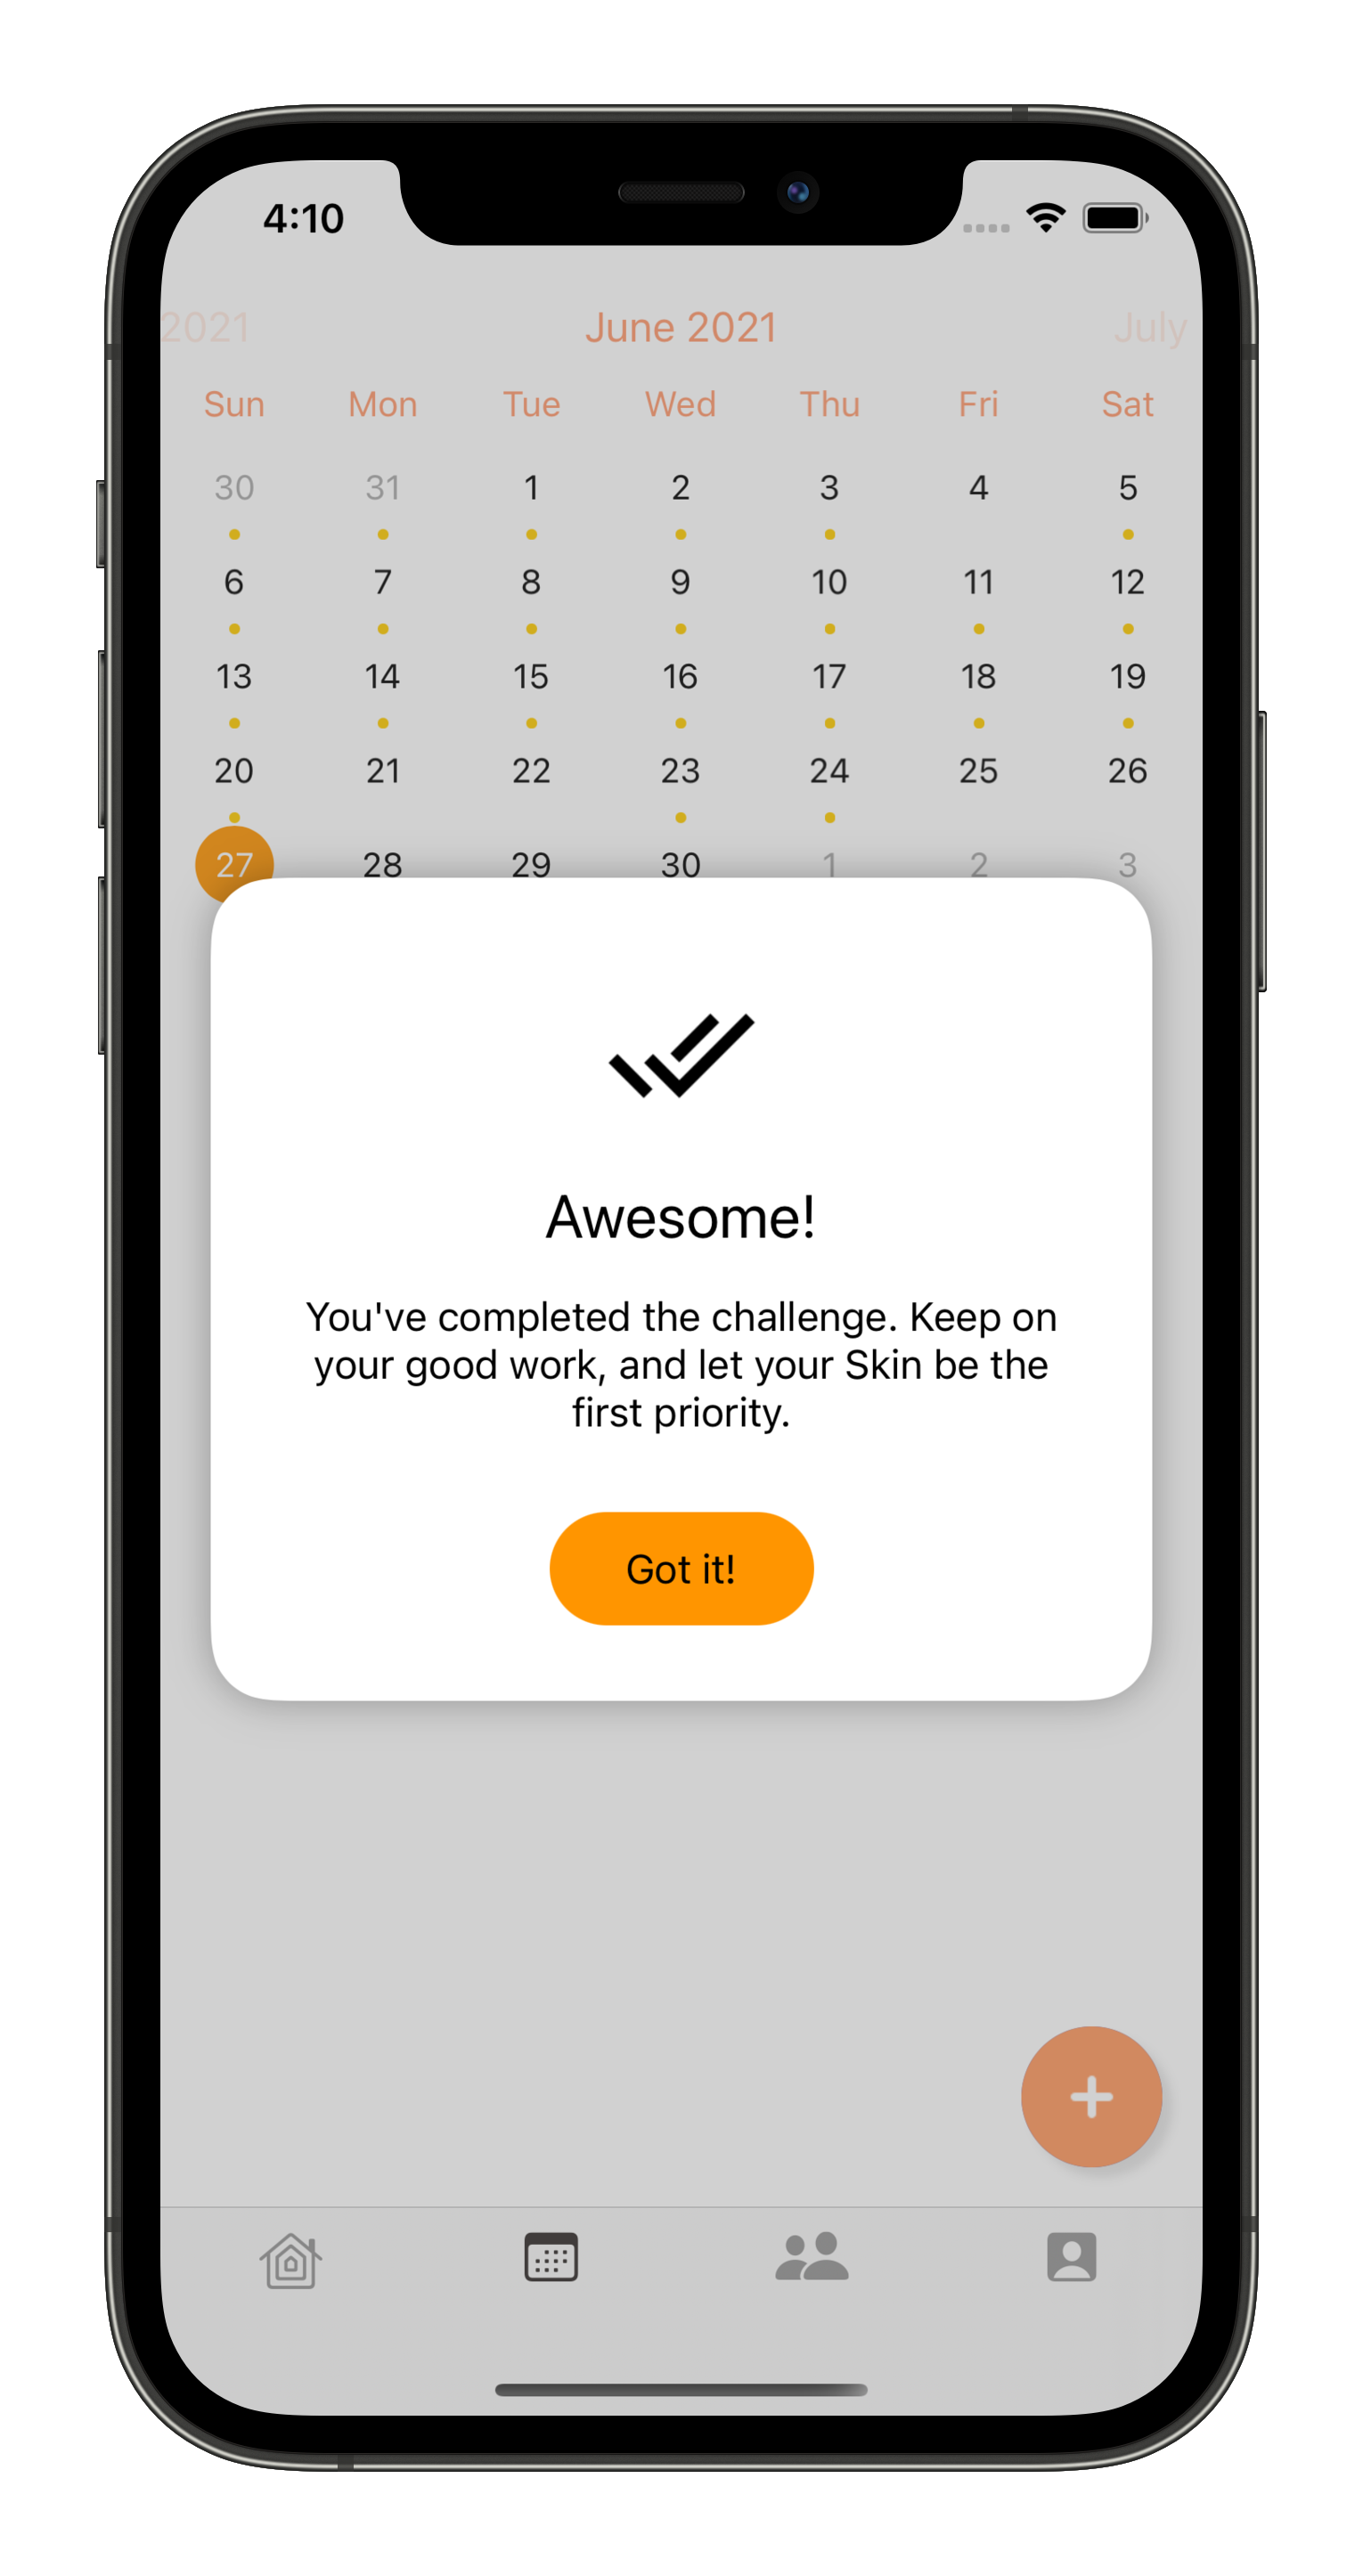 4:10
2021 June 2021 July
Sun Mon Tue Wed Thu Fri Sat
30 31 1 2 3 4 5
6 7 8 9 10 11 12
13 14 15 16 17 18 19
20 21 22 23 24 25 26
27 28 29 30 1 2 3
Awesome!
You've completed the challenge. Keep on
your good work, and let your Skin be the
first priority.
Got it!